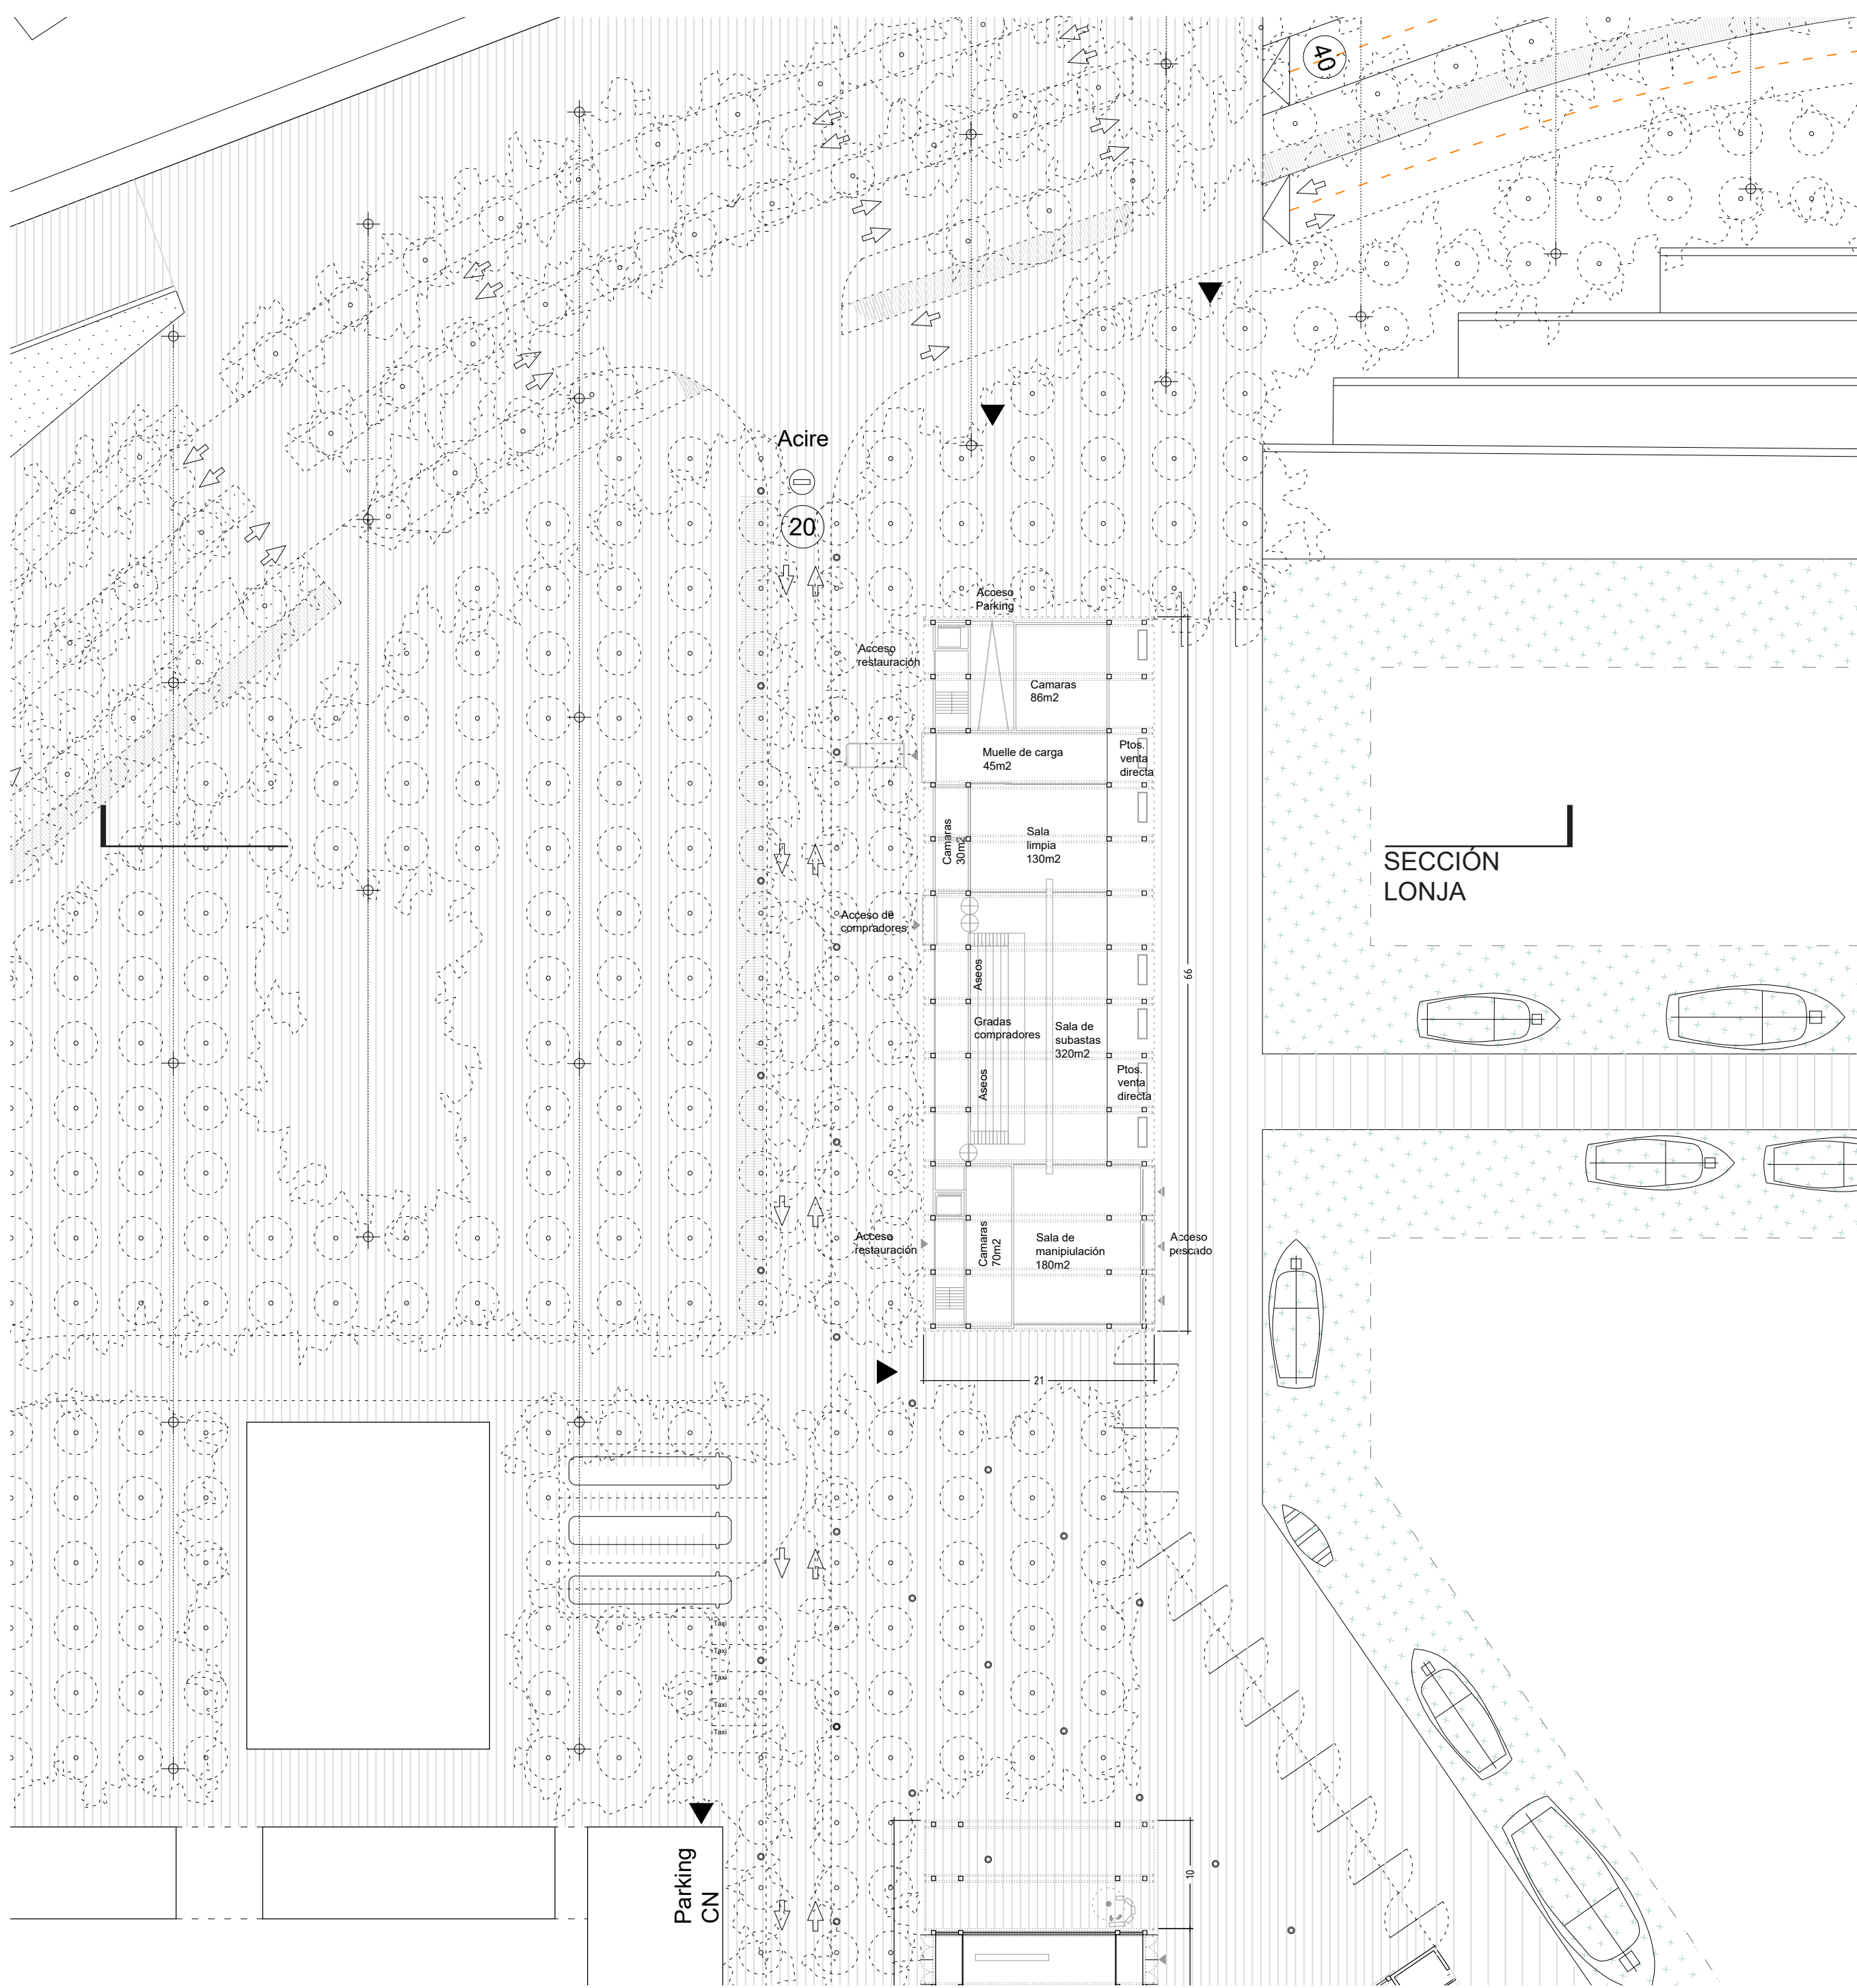 40
Acire
20
Acceso
Parking
Acceso
restauración
Camaras
86m2
Muelle de carga
45m2
Ptos.
venta
directa
Camaras
30m2
Sala
limpia
130m2
SECCIÓN
LONJA
Acceso de
compradores
Aseos
66
Gradas
compradores
Sala de
subastas
320m2
Aseos
Ptos.
venta
directa
Acceso
restauración
Camaras
70m2
Sala de
manipiulación
180m2
Acceso
pescado
21
Taxi
Taxi
Taxi
Taxi
Taxi
Parking
CN
10